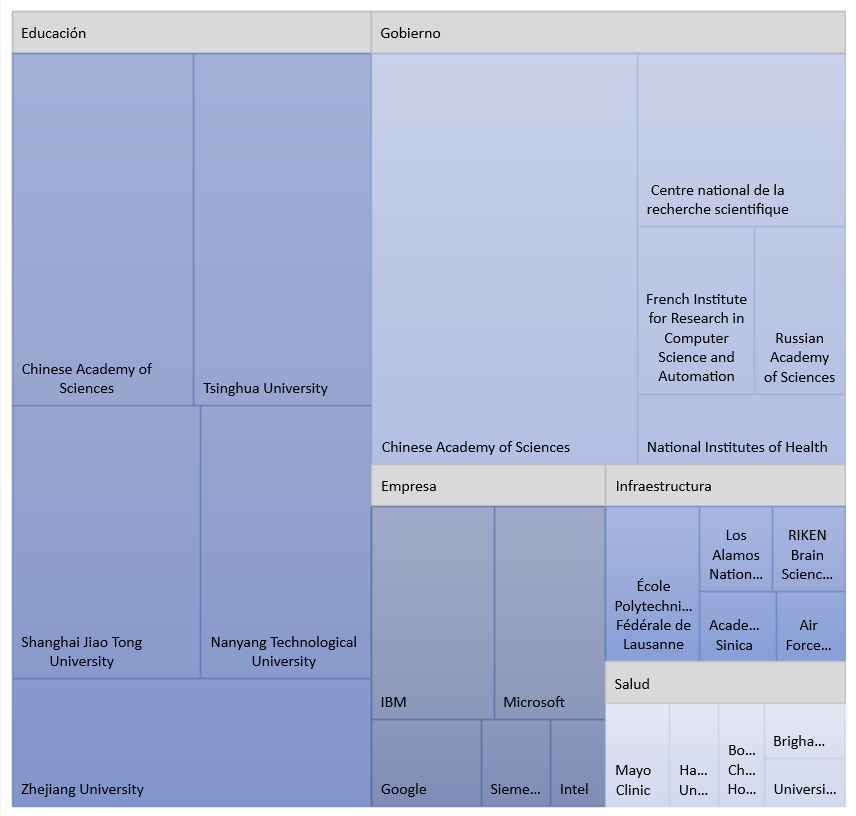 Educación
Chinese Academy of
Sciences
Tsinghua University
Shanghai Jiao Tong
University
Nanyang Technological
University
Zhejiang University
Gobierno
Chinese Academy of Sciences
Centre national de la
recherche scientifique
French Institute
for Research in
Computer
Science and
Automation
Russian
Academy
of Sciences
National Institutes of Health
Empresa
IBM
Microsoft
Google
Sieme...
Intel
Infraestructura
École
Polytechni...
Fédérale de
Lausanne
Los
Alamos
Nation...
RIKEN
Brain
Scienc...
Acade...
Sinica
Air
Force...
Salud
Mayo
Clinic
Ha...
Un...
Bo...
Ch...
Ho...
Brigha...
Universi...